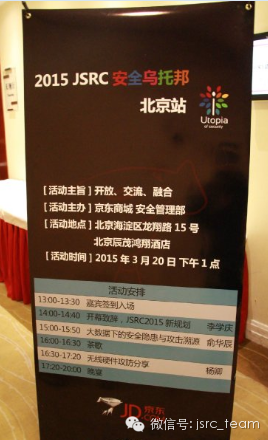 2015 JSRC 安全乌托邦
北京站
Utopia
of security
[ 活动主旨 ] 开放、交流、融合
[ 活动主办 ] 京东商城 安全管理部
[ 活动地点 ] 北京海淀区龙翔路 15 号
北京辰茂鸿翔酒店
[ 活动时间 ] 2015 年 3 月 20 日 下午 1 点
活动安排
13:00-13:30 嘉宾签到入场
14:00-14:40 开幕致辞，JSRC2015 新规划 李学庆
15:00-15:50 大数据下的安全隐患与攻击溯源 俞华辰
16:00-16:30 茶歇
16:30-17:20 无线硬件攻防分享 杨卿
17:20-20:00 晚宴
JD 京东
微信号: jsrc_team